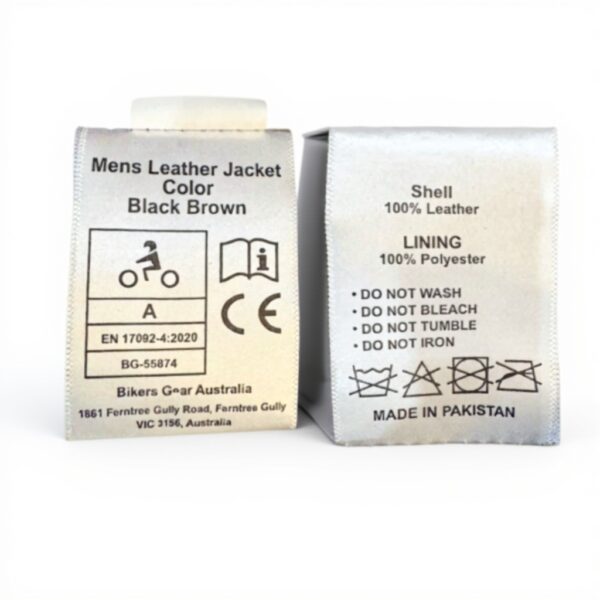 Mens Leather Jacket
Color
Black Brown
i
CE
A
EN 17092-4:2020
BG-55874
Bikers Gear Australia
1861 Ferntree Gully Road, Ferntree Gully
VIC 3156, Australia
Shell
100% Leather
LINING
100% Polyester
• DO NOT WASH
• DO NOT BLEACH
• DO NOT TUMBLE
• DO NOT IRON
MADE IN PAKISTAN